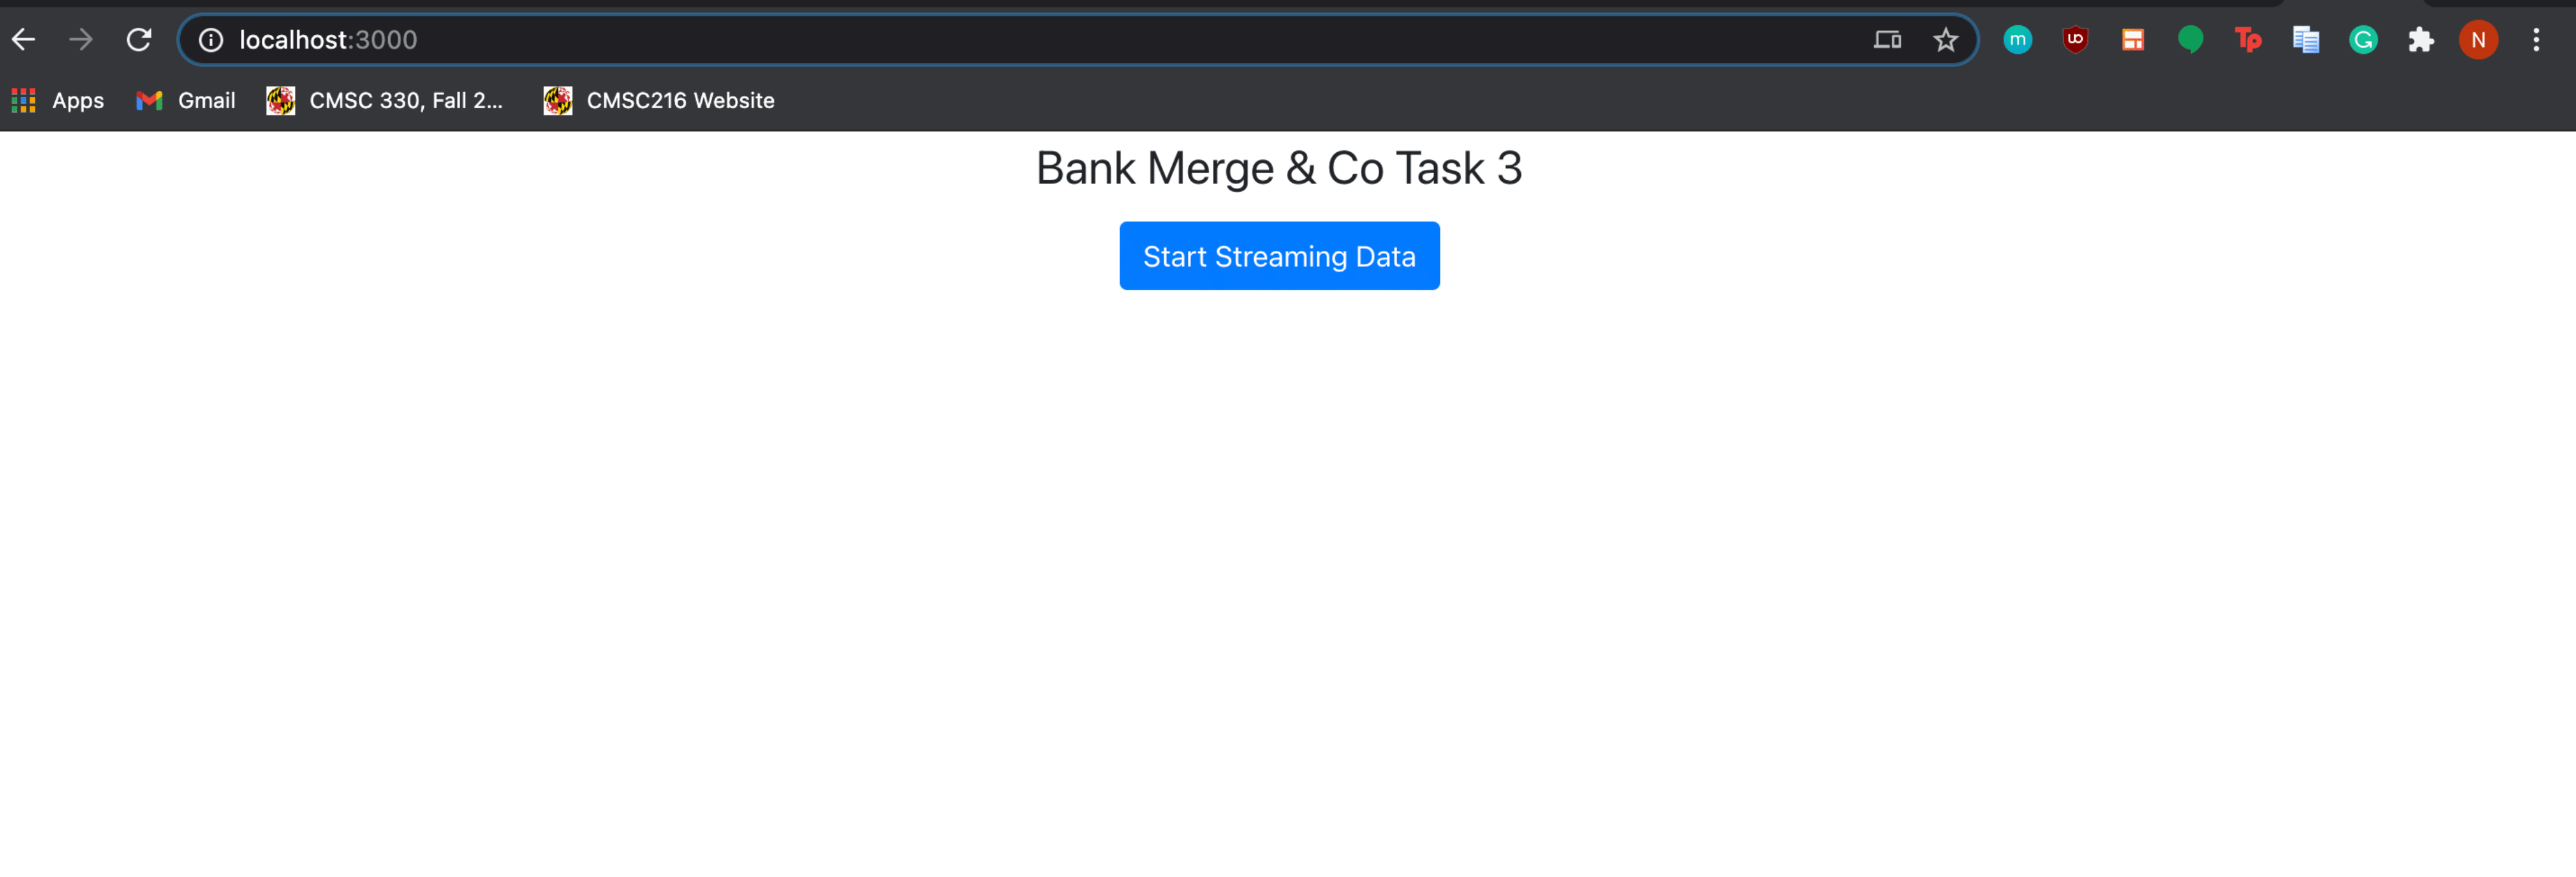 localhost:3000
m
uo
Tp
G
N
Apps
Gmail
CMSC 330, Fall 2...
CMSC216 Website
Bank Merge & Co Task 3
Start Streaming Data